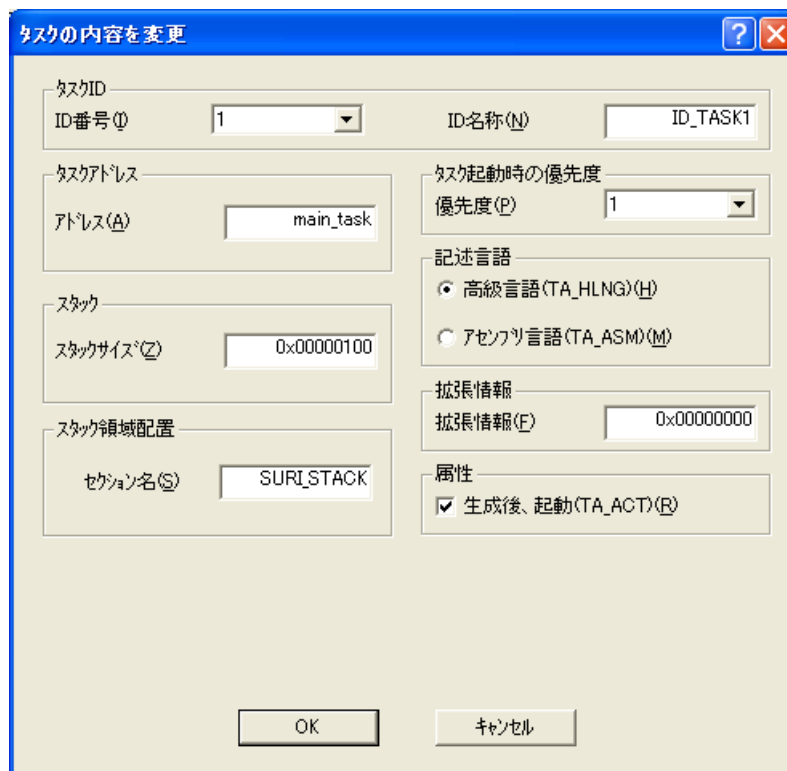 タスクの内容を変更
タスクID
ID番号(I) 1 ID名称(N) ID_TASK1
タスクアドレス
アドレス(A) main_task
タスク起動時の優先度
優先度(P) 1
記述言語
高級言語(TA_HLNG)(H)
アセンブリ言語(TA_ASM)(M)
スタック
スタックサイズ(Z) 0x00000100
拡張情報
拡張情報(F) 0x00000000
スタック領域配置
セクション名(S) SURI_STACK
属性
生成後、起動(TA_ACT)(R)
OK キャンセル